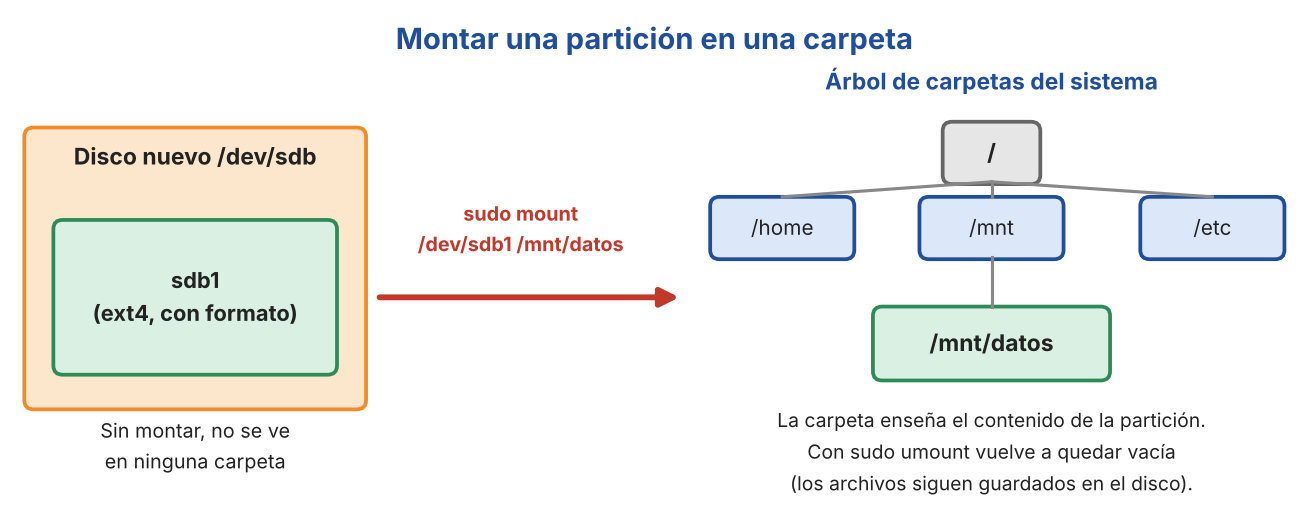 Montar una partición en una carpeta
Árbol de carpetas del sistema
Disco nuevo /dev/sdb
sdb1
(ext4, con formato)
Sin montar, no se ve
en ninguna carpeta
sudo mount
/dev/sdb1 /mnt/datos
/
/home
/mnt
/etc
/mnt/datos
La carpeta enseña el contenido de la partición.
Con sudo umount vuelve a quedar vacía
(los archivos siguen guardados en el disco).